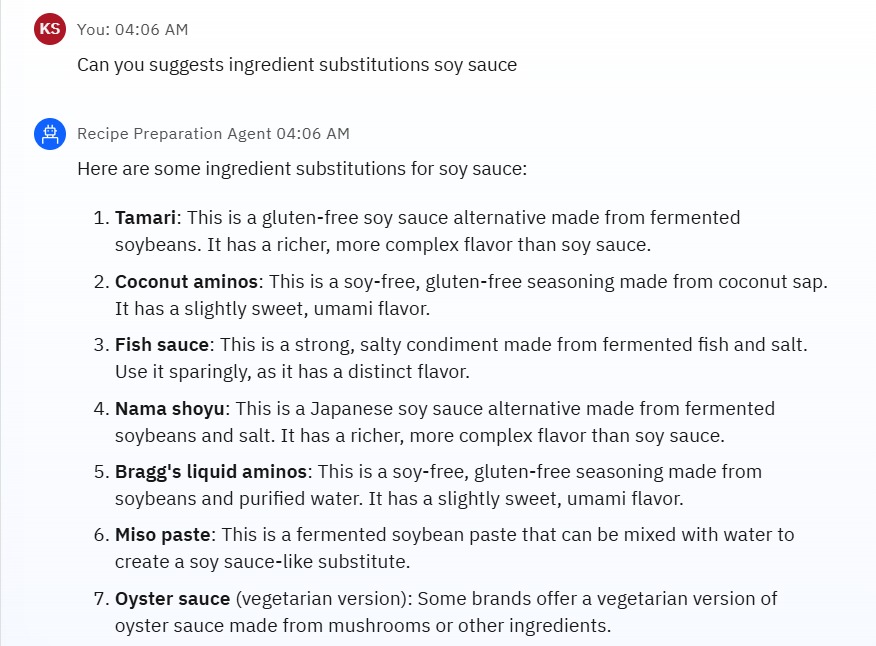 KS You: 04:06 AM
Can you suggests ingredient substitutions soy sauce
Recipe Preparation Agent 04:06 AM
Here are some ingredient substitutions for soy sauce:
1. Tamari: This is a gluten-free soy sauce alternative made from fermented
soybeans. It has a richer, more complex flavor than soy sauce.
2. Coconut aminos: This is a soy-free, gluten-free seasoning made from coconut sap.
It has a slightly sweet, umami flavor.
3. Fish sauce: This is a strong, salty condiment made from fermented fish and salt.
Use it sparingly, as it has a distinct flavor.
4. Nama shoyu: This is a Japanese soy sauce alternative made from fermented
soybeans and salt. It has a richer, more complex flavor than soy sauce.
5. Bragg's liquid aminos: This is a soy-free, gluten-free seasoning made from
soybeans and purified water. It has a slightly sweet, umami flavor.
6. Miso paste: This is a fermented soybean paste that can be mixed with water to
create a soy sauce-like substitute.
7. Oyster sauce (vegetarian version): Some brands offer a vegetarian version of
oyster sauce made from mushrooms or other ingredients.